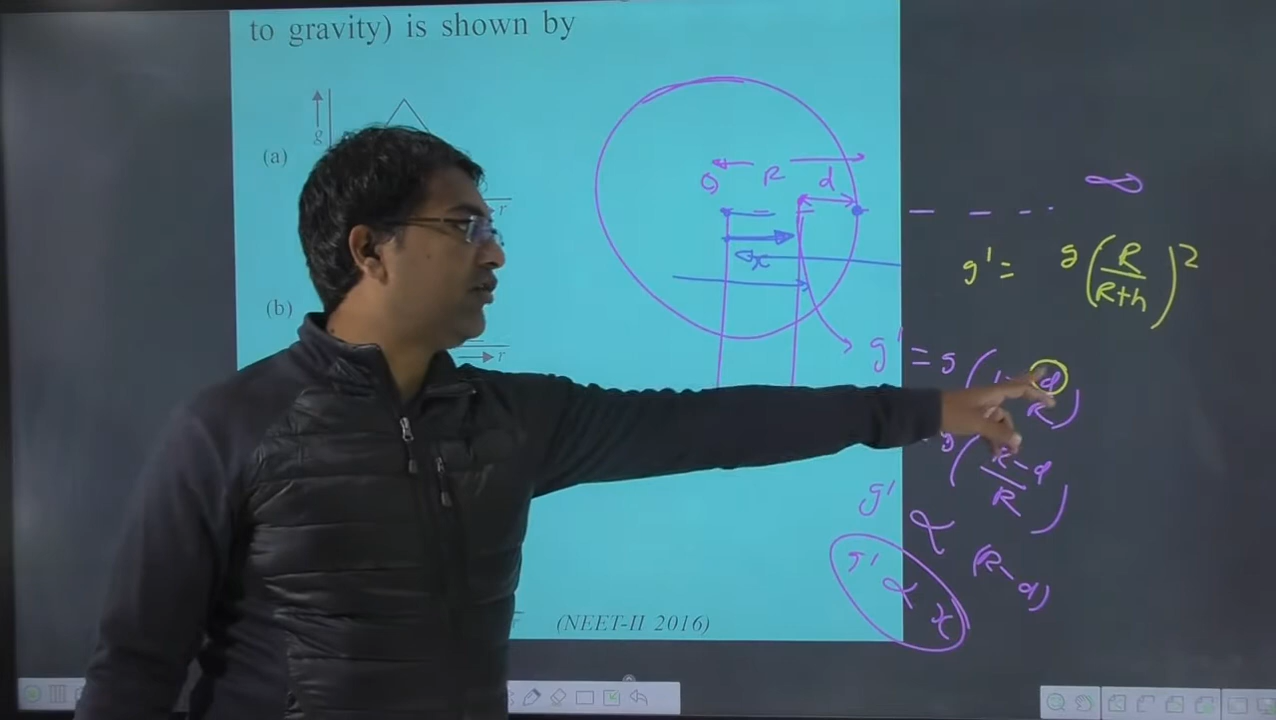 to gravity) is shown by
(a)
g
r
(b)
r
(NEET-II 2016)
O
R
d
x
∞
g' = g (R/R+h)²
g' = g (1 - d/R)
g (R-d/R)
g' ∝ (R-d)
g' ∝ x